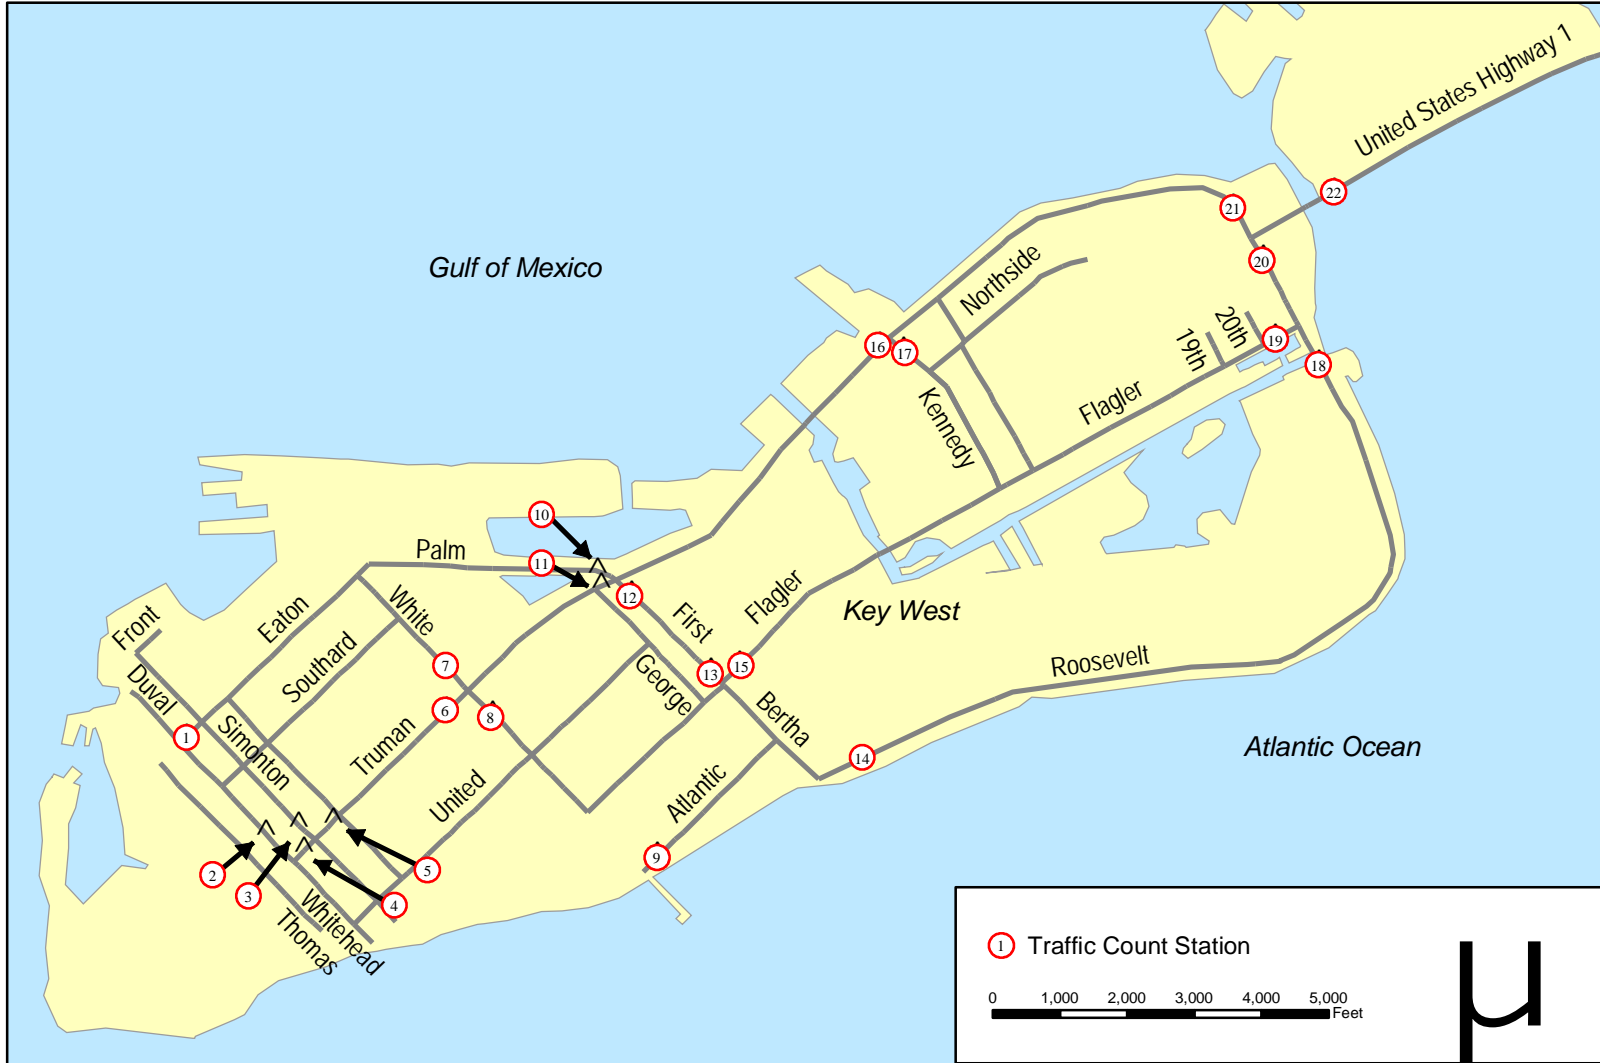 United States Highway 1
22
21
20
Northside
Gulf of Mexico
20th
19th
19
16
17
18
Kennedy
Flagler
10
Palm
11
12
White
First
Flagler
Key West
Eaton
Front
Southard
7
George
13
15
Roosevelt
Duval
6
8
Bertha
1
Simonton
Truman
14
Atlantic Ocean
United
Atlantic
9
2
3
5
4
Whitehead
Thomas
1 Traffic Count Station
0 1,000 2,000 3,000 4,000 5,000
Feet
µ